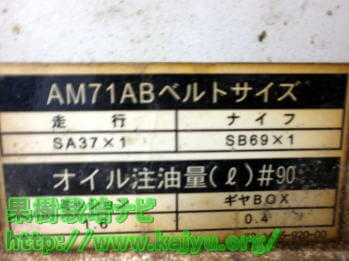 AM71ABベルトサイズ
走行 ナイフ
SA37×1 SB69×1
オイル注油量(ℓ)#90
ギヤBOX
0.4
果樹栽培ナビ
http://www.kajyu.org/